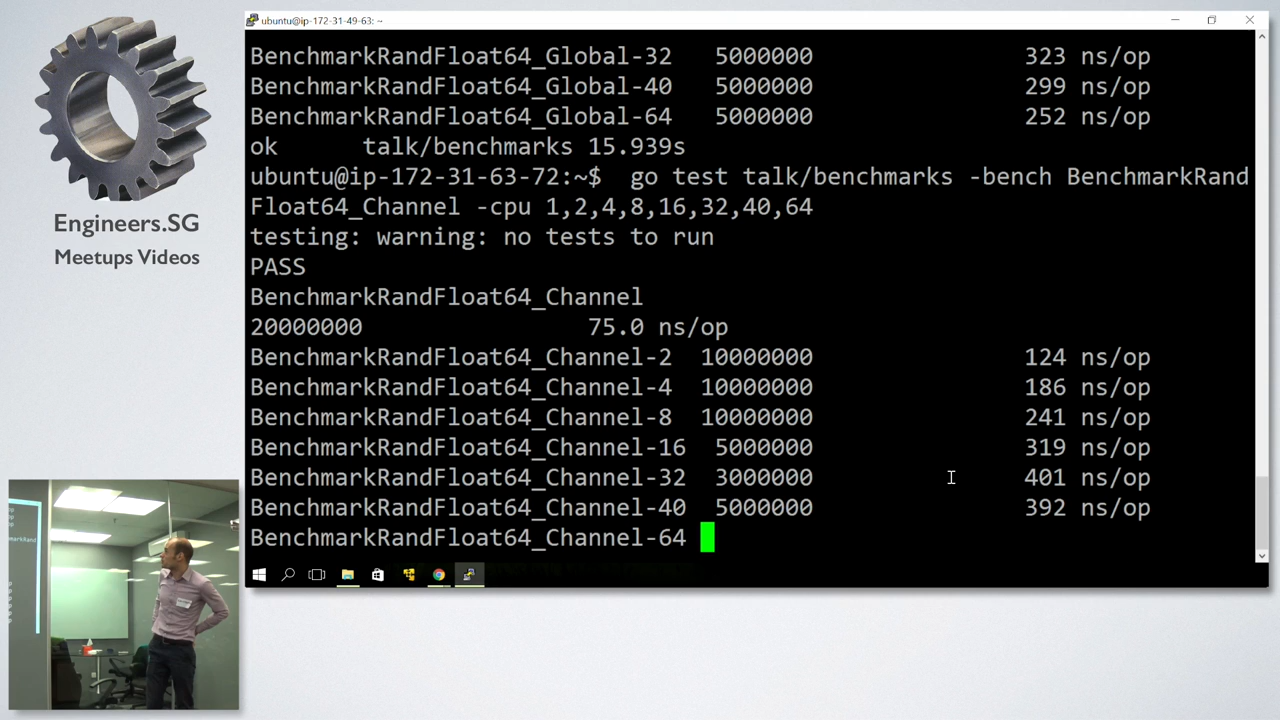 Engineers.SG
Meetups Videos
ubuntu@ip-172-31-49-63: ~
BenchmarkRandFloat64_Global-32 5000000 323 ns/op
BenchmarkRandFloat64_Global-40 5000000 299 ns/op
BenchmarkRandFloat64_Global-64 5000000 252 ns/op
ok talk/benchmarks 15.939s
ubuntu@ip-172-31-63-72:~$ go test talk/benchmarks -bench BenchmarkRand
Float64_Channel -cpu 1,2,4,8,16,32,40,64
testing: warning: no tests to run
PASS
BenchmarkRandFloat64_Channel
20000000 75.0 ns/op
BenchmarkRandFloat64_Channel-2 10000000 124 ns/op
BenchmarkRandFloat64_Channel-4 10000000 186 ns/op
BenchmarkRandFloat64_Channel-8 10000000 241 ns/op
BenchmarkRandFloat64_Channel-16 5000000 319 ns/op
BenchmarkRandFloat64_Channel-32 3000000 401 ns/op
BenchmarkRandFloat64_Channel-40 5000000 392 ns/op
BenchmarkRandFloat64_Channel-64